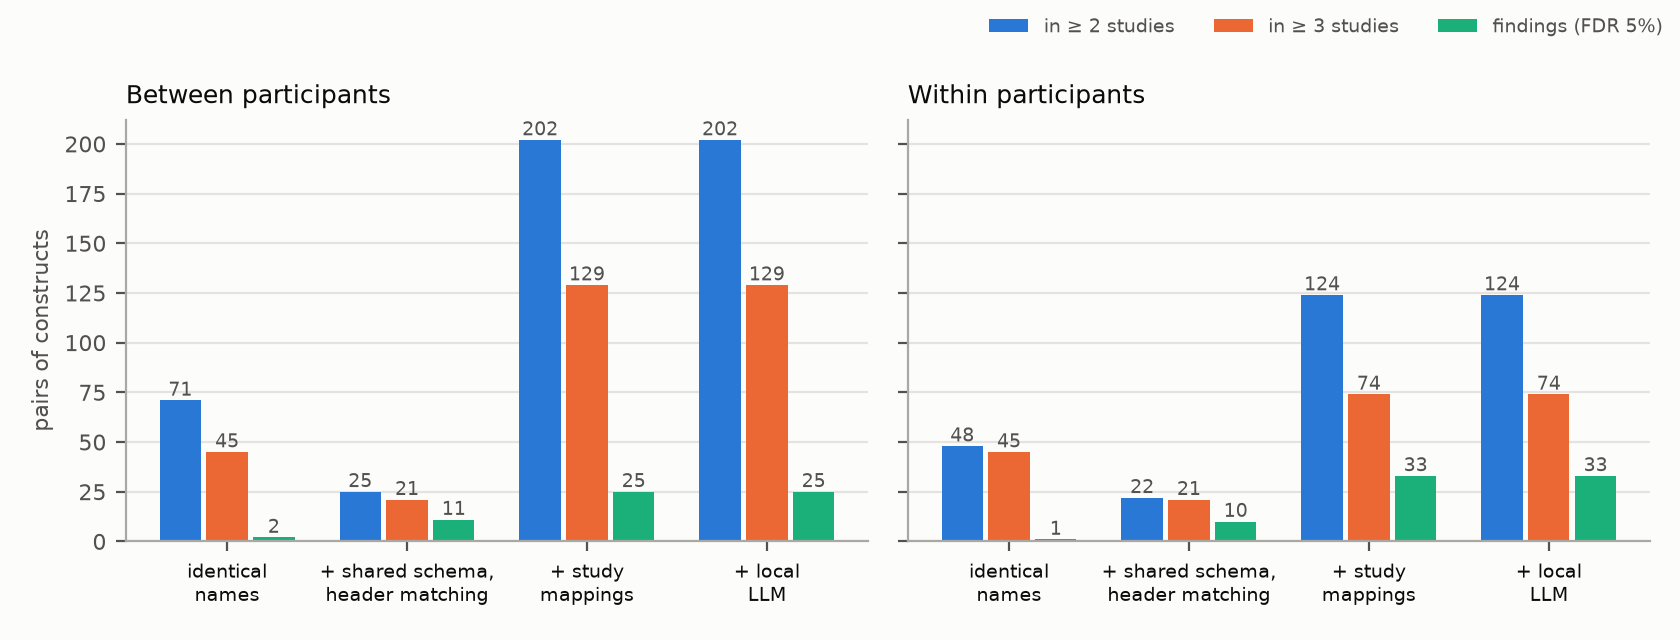 in ≥ 2 studies
in ≥ 3 studies
findings (FDR 5%)
Between participants
Within participants
pairs of constructs
200
175
150
125
100
75
50
25
0
71
45
2
25
21
11
202
129
25
202
129
25
48
45
1
22
21
10
124
74
33
124
74
33
identical
names
+ shared schema,
header matching
+ study
mappings
+ local
LLM
identical
names
+ shared schema,
header matching
+ study
mappings
+ local
LLM